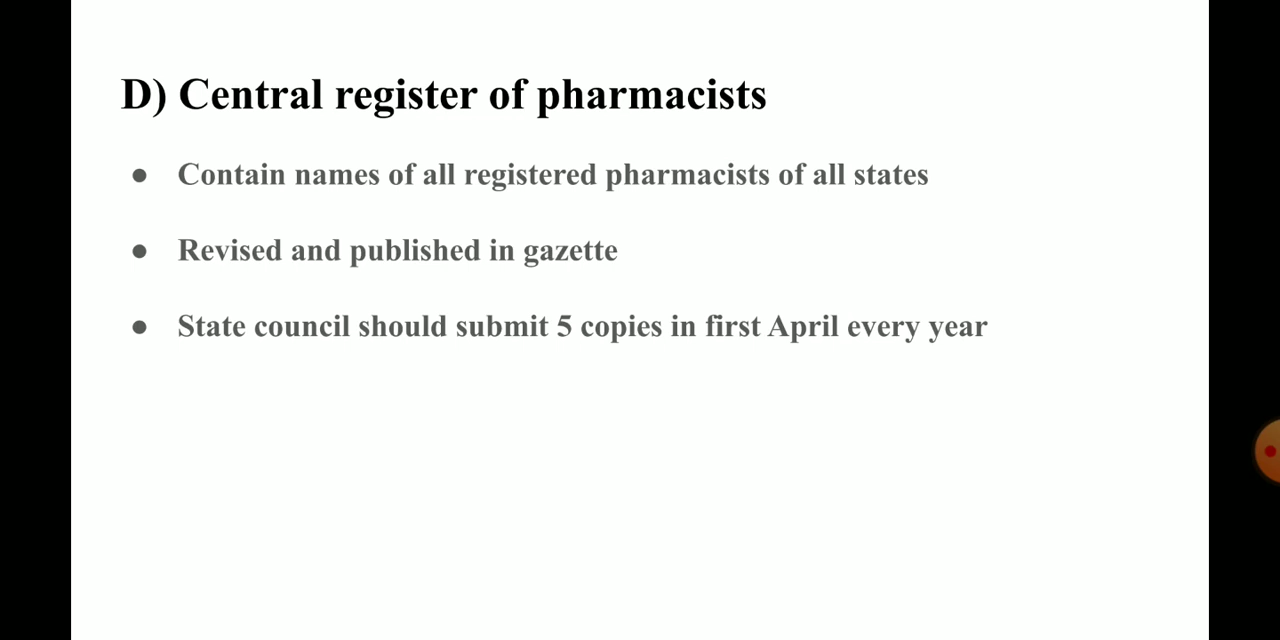 D) Central register of pharmacists
● Contain names of all registered pharmacists of all states
● Revised and published in gazette
● State council should submit 5 copies in first April every year